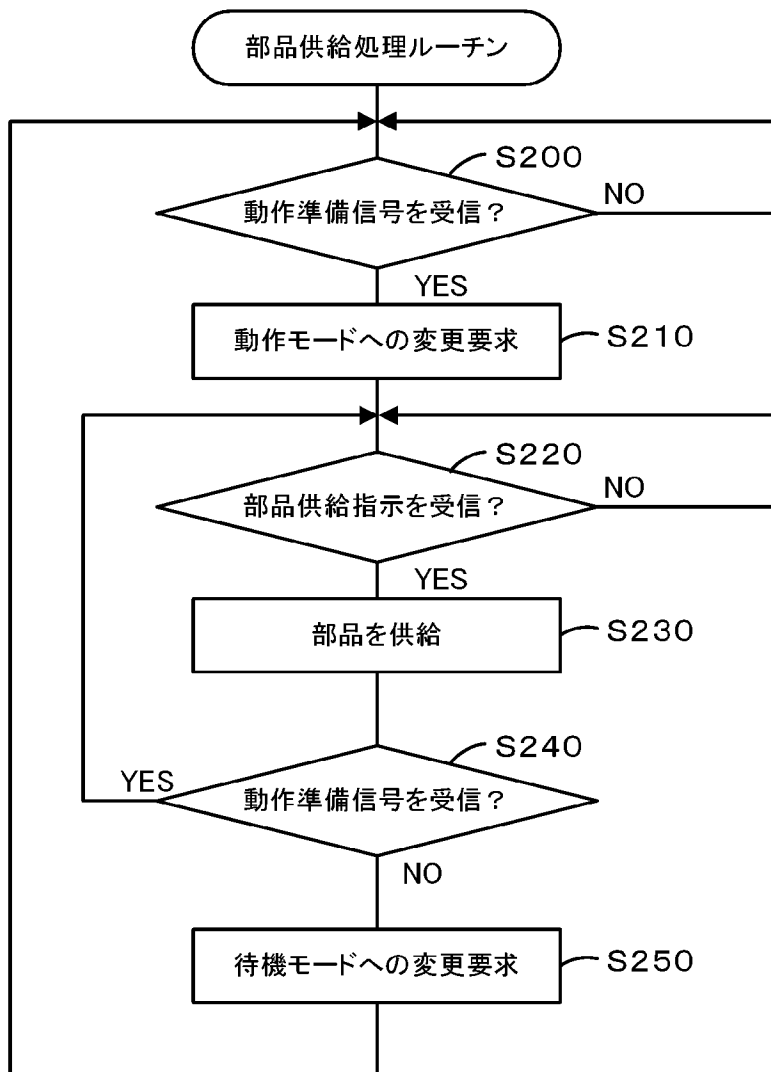 部品供給処理ルーチン
S200
動作準備信号を受信？
NO
YES
動作モードへの変更要求
S210
S220
部品供給指示を受信？
NO
YES
部品を供給
S230
S240
YES
動作準備信号を受信？
NO
待機モードへの変更要求
S250